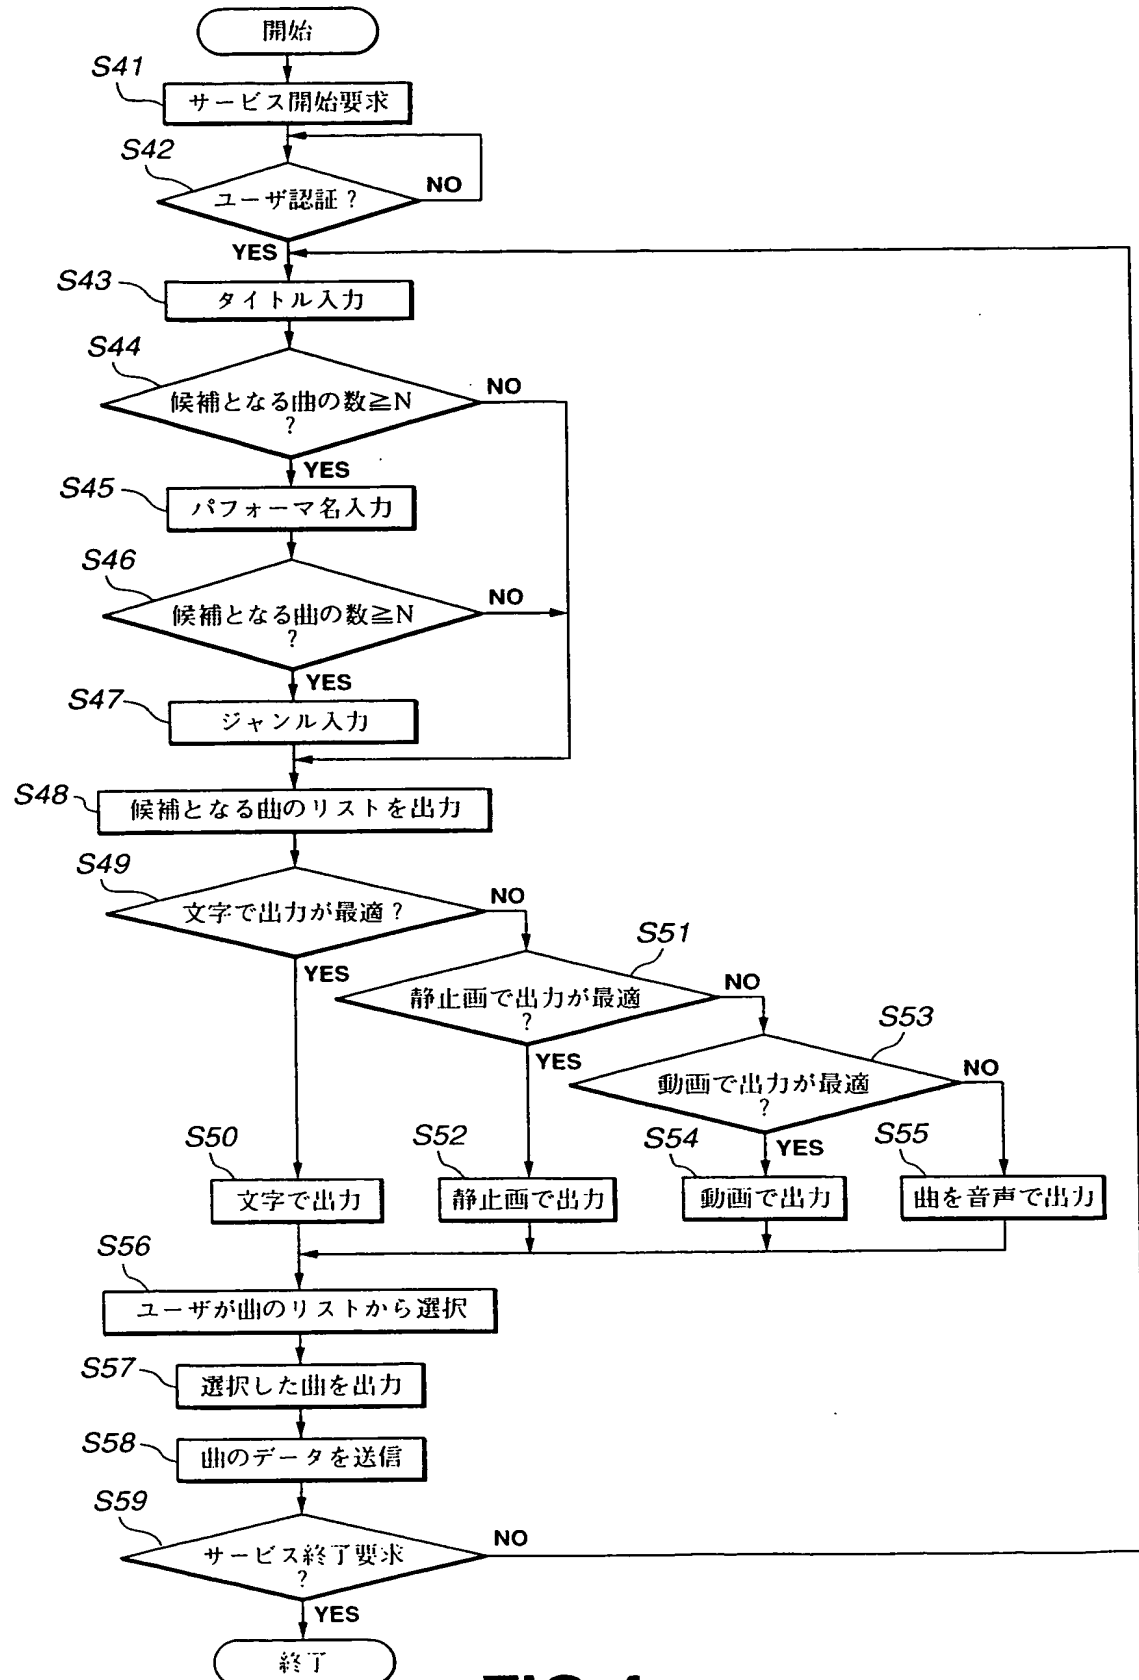 開始
S41
サービス開始要求
S42
ユーザ認証?
NO
YES
S43
タイトル入力
S44
候補となる曲の数≧N
?
NO
YES
S45
パフォーマ名入力
S46
候補となる曲の数≧N
?
NO
YES
S47
ジャンル入力
S48
候補となる曲のリストを出力
S49
文字で出力が最適?
NO
YES
S51
静止画で出力が最適
?
NO
YES
S53
動画で出力が最適
?
NO
YES
S50
文字で出力
S52
静止画で出力
S54
動画で出力
S55
曲を音声で出力
S56
ユーザが曲のリストから選択
S57
選択した曲を出力
S58
曲のデータを送信
S59
サービス終了要求
?
NO
YES
終了